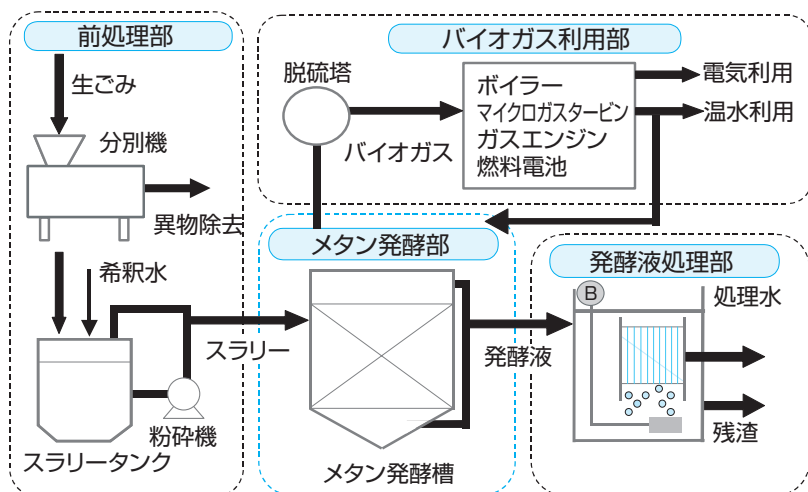 前処理部
生ごみ
分別機
異物除去
希釈水
粉砕機
スラリータンク
スラリー
バイオガス利用部
脱硫塔
バイオガス
ボイラー
マイクロガスタービン
ガスエンジン
燃料電池
電気利用
温水利用
メタン発酵部
メタン発酵槽
発酵液
発酵液処理部
B
処理水
残渣